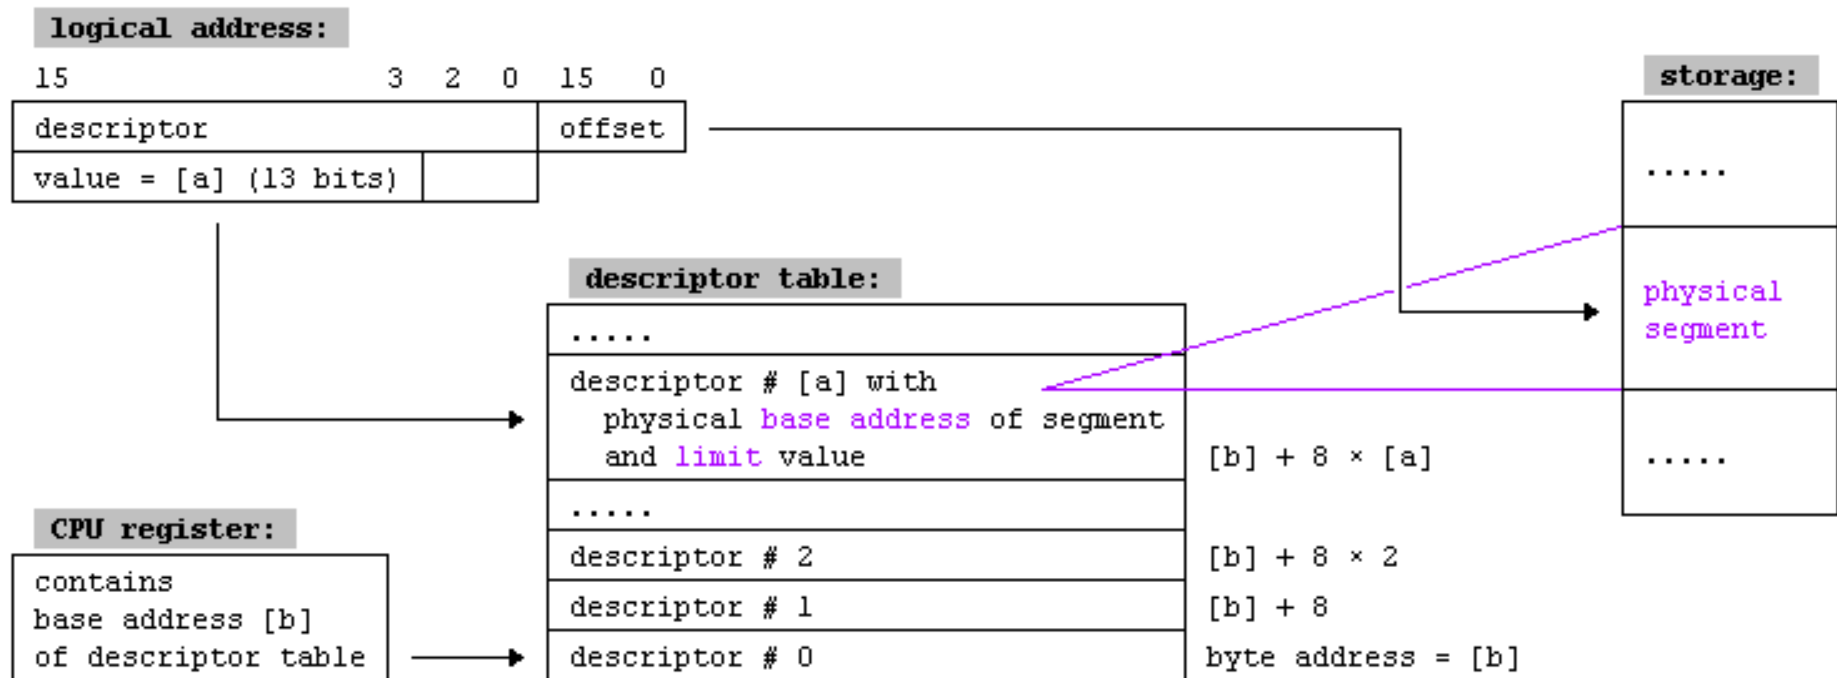 logical address:
15 3 2 0 15 0
descriptor offset
value = [a] (13 bits)
storage:
.....
physical
segment
.....
descriptor table:
.....
descriptor # [a] with
physical base address of segment
and limit value [b] + 8 × [a]
.....
descriptor # 2 [b] + 8 × 2
descriptor # 1 [b] + 8
descriptor # 0 byte address = [b]
CPU register:
contains
base address [b]
of descriptor table